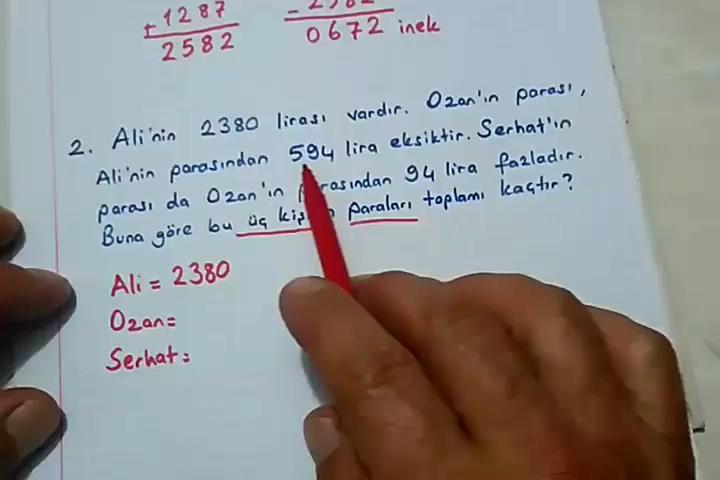 +1287
2582
0672 inek
2. Ali'nin 2380 lirası vardır. Ozan'ın parası,
Ali'nin parasından 594 lira eksiktir. Serhat'ın
parası da Ozan'ın parasından 94 lira fazladır.
Buna göre bu üç kişinin paraları toplamı kaçtır?
Ali = 2380
Ozan=
Serhat=